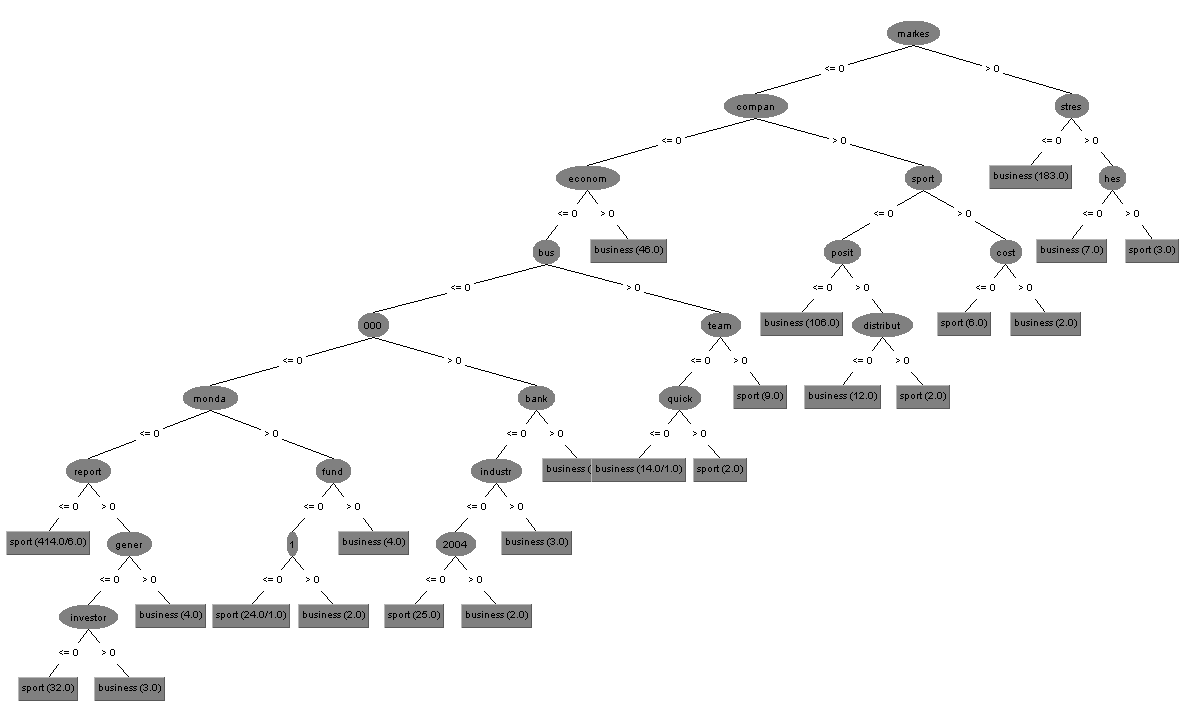 markes
<= 0 > 0
compan stres
<= 0 > 0 <= 0 > 0
econom sport business (183.0) hes
<= 0 > 0 <= 0 > 0 <= 0 > 0
bus business (46.0) posit cost business (7.0) sport (3.0)
<= 0 > 0 <= 0 > 0 <= 0 > 0
000 team business (106.0) distribut sport (6.0) business (2.0)
<= 0 > 0 <= 0 > 0 <= 0 > 0
monda bank quick sport (9.0) business (12.0) sport (2.0)
<= 0 > 0 <= 0 > 0 <= 0 > 0
report fund industr business ( business (14.0/1.0) sport (2.0)
<= 0 > 0 <= 0 > 0 <= 0 > 0
sport (414.0/6.0) gener 1 business (4.0) 2004 business (3.0)
<= 0 > 0 <= 0 > 0 <= 0 > 0
investor business (4.0) sport (24.0/1.0) business (2.0) sport (25.0) business (2.0)
<= 0 > 0
sport (32.0) business (3.0)